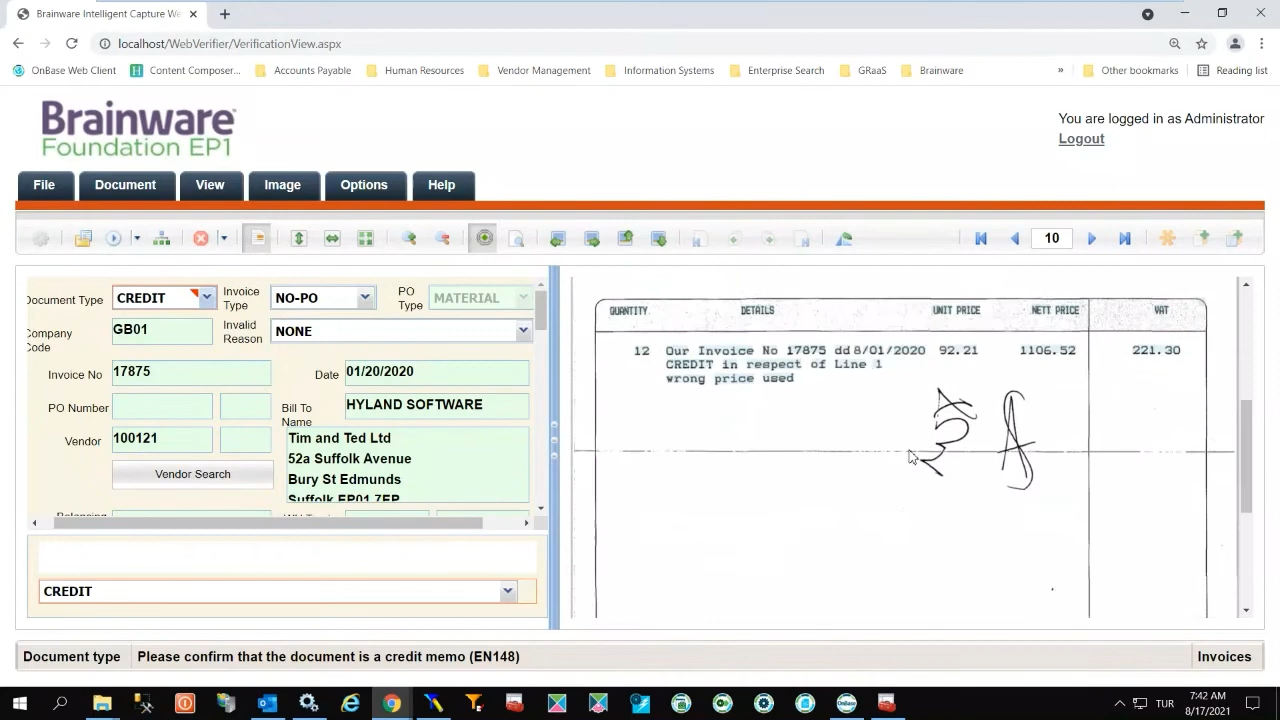 Brainware Intelligent Capture We
localhost/WebVerifier/VerificationView.aspx
OnBase Web Client
Content Composer...
Accounts Payable
Human Resources
Vendor Management
Information Systems
Enterprise Search
GRaaS
Brainware
»
Other bookmarks
Reading list
Brainware
Foundation EP1
You are logged in as Administrator
Logout
File
Document
View
Image
Options
Help
10
Document Type
CREDIT
Invoice Type
NO-PO
PO Type
MATERIAL
Company Code
GB01
Invalid Reason
NONE
Invoice No
17875
Date
01/20/2020
PO Number
Bill To Name
HYLAND SOFTWARE
Vendor
100121
Tim and Ted Ltd
52a Suffolk Avenue
Bury St Edmunds
Suffolk EP01 7EP
Vendor Search
CREDIT
QUANTITY DETAILS UNIT PRICE NETT PRICE VAT
12 Our Invoice No 17875 dd 8/01/2020 92.21 1106.52 221.30
CREDIT in respect of Line 1
wrong price used
Document type
Please confirm that the document is a credit memo (EN148)
Invoices
TUR
7:42 AM
8/17/2021